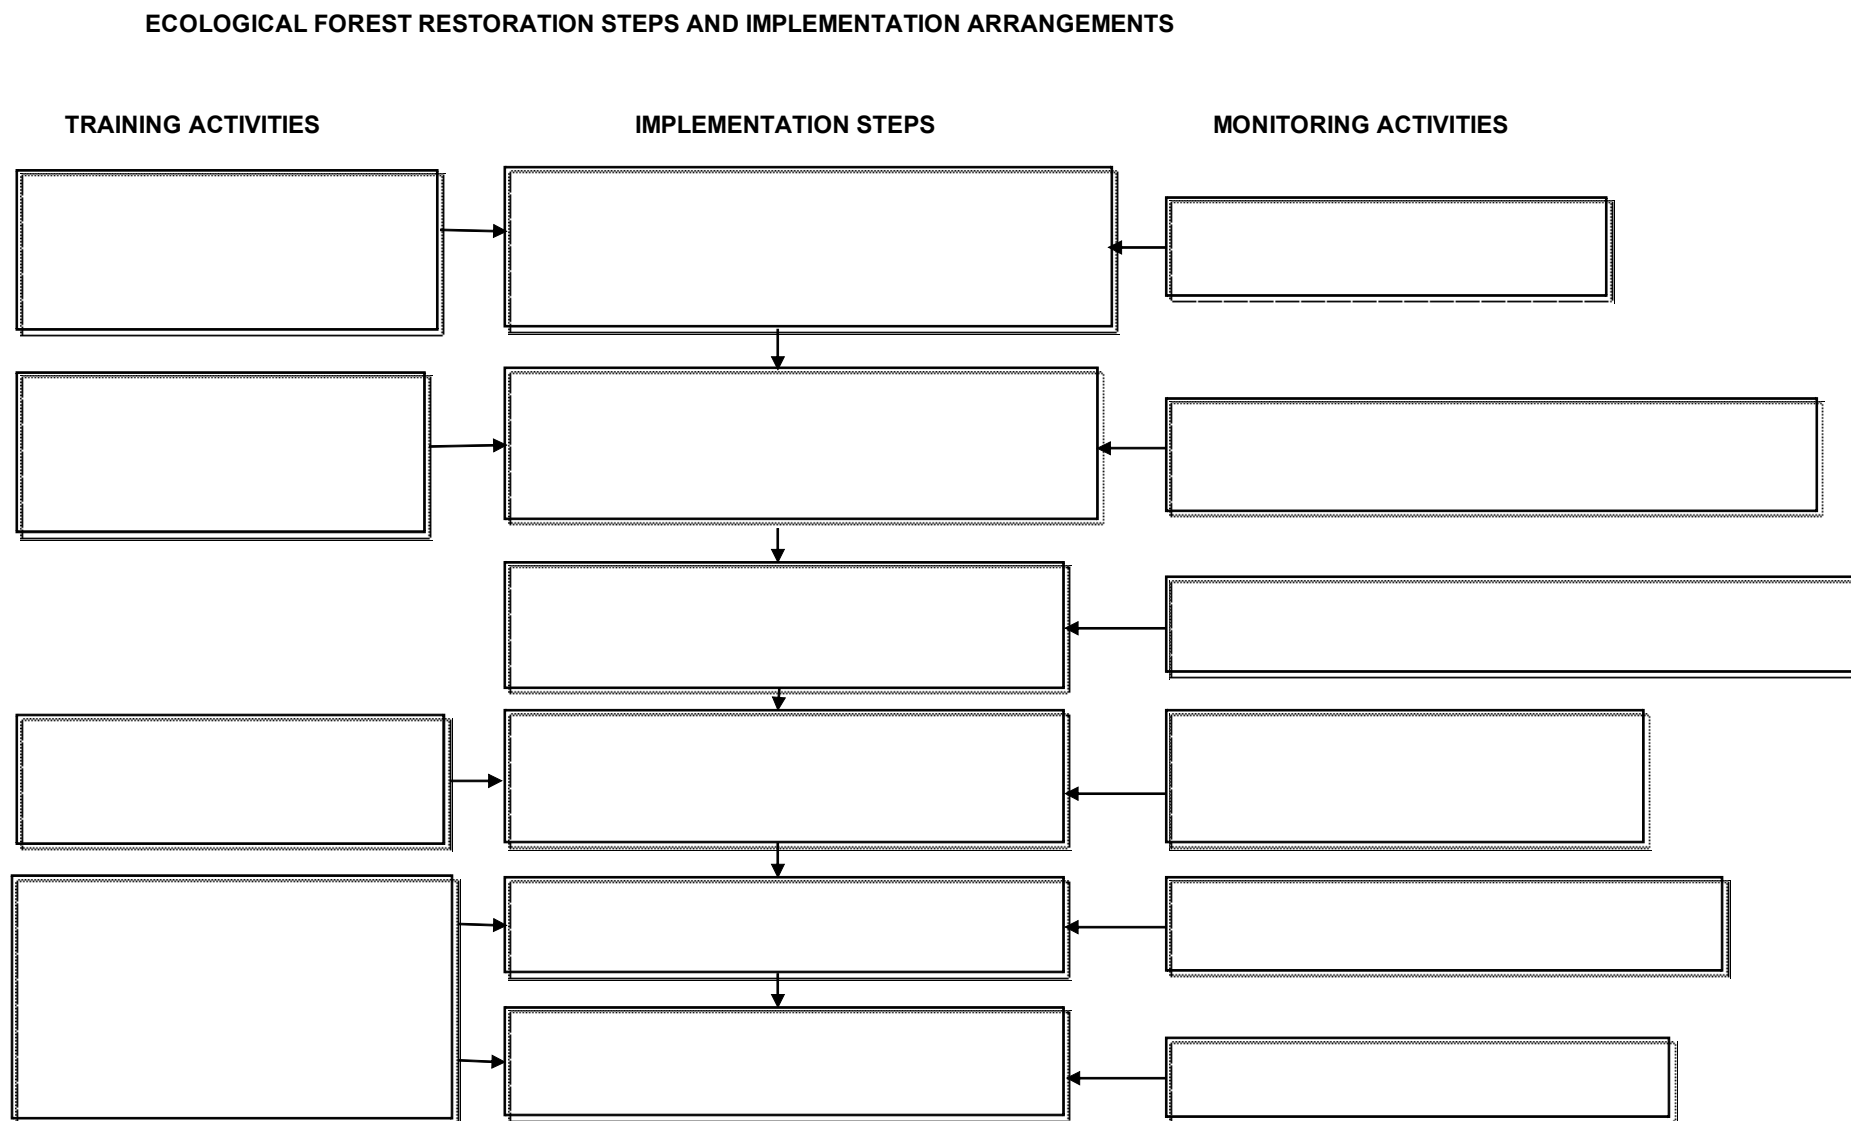 ECOLOGICAL FOREST RESTORATION STEPS AND IMPLEMENTATION ARRANGEMENTS
TRAINING ACTIVITIES
IMPLEMENTATION STEPS
MONITORING ACTIVITIES